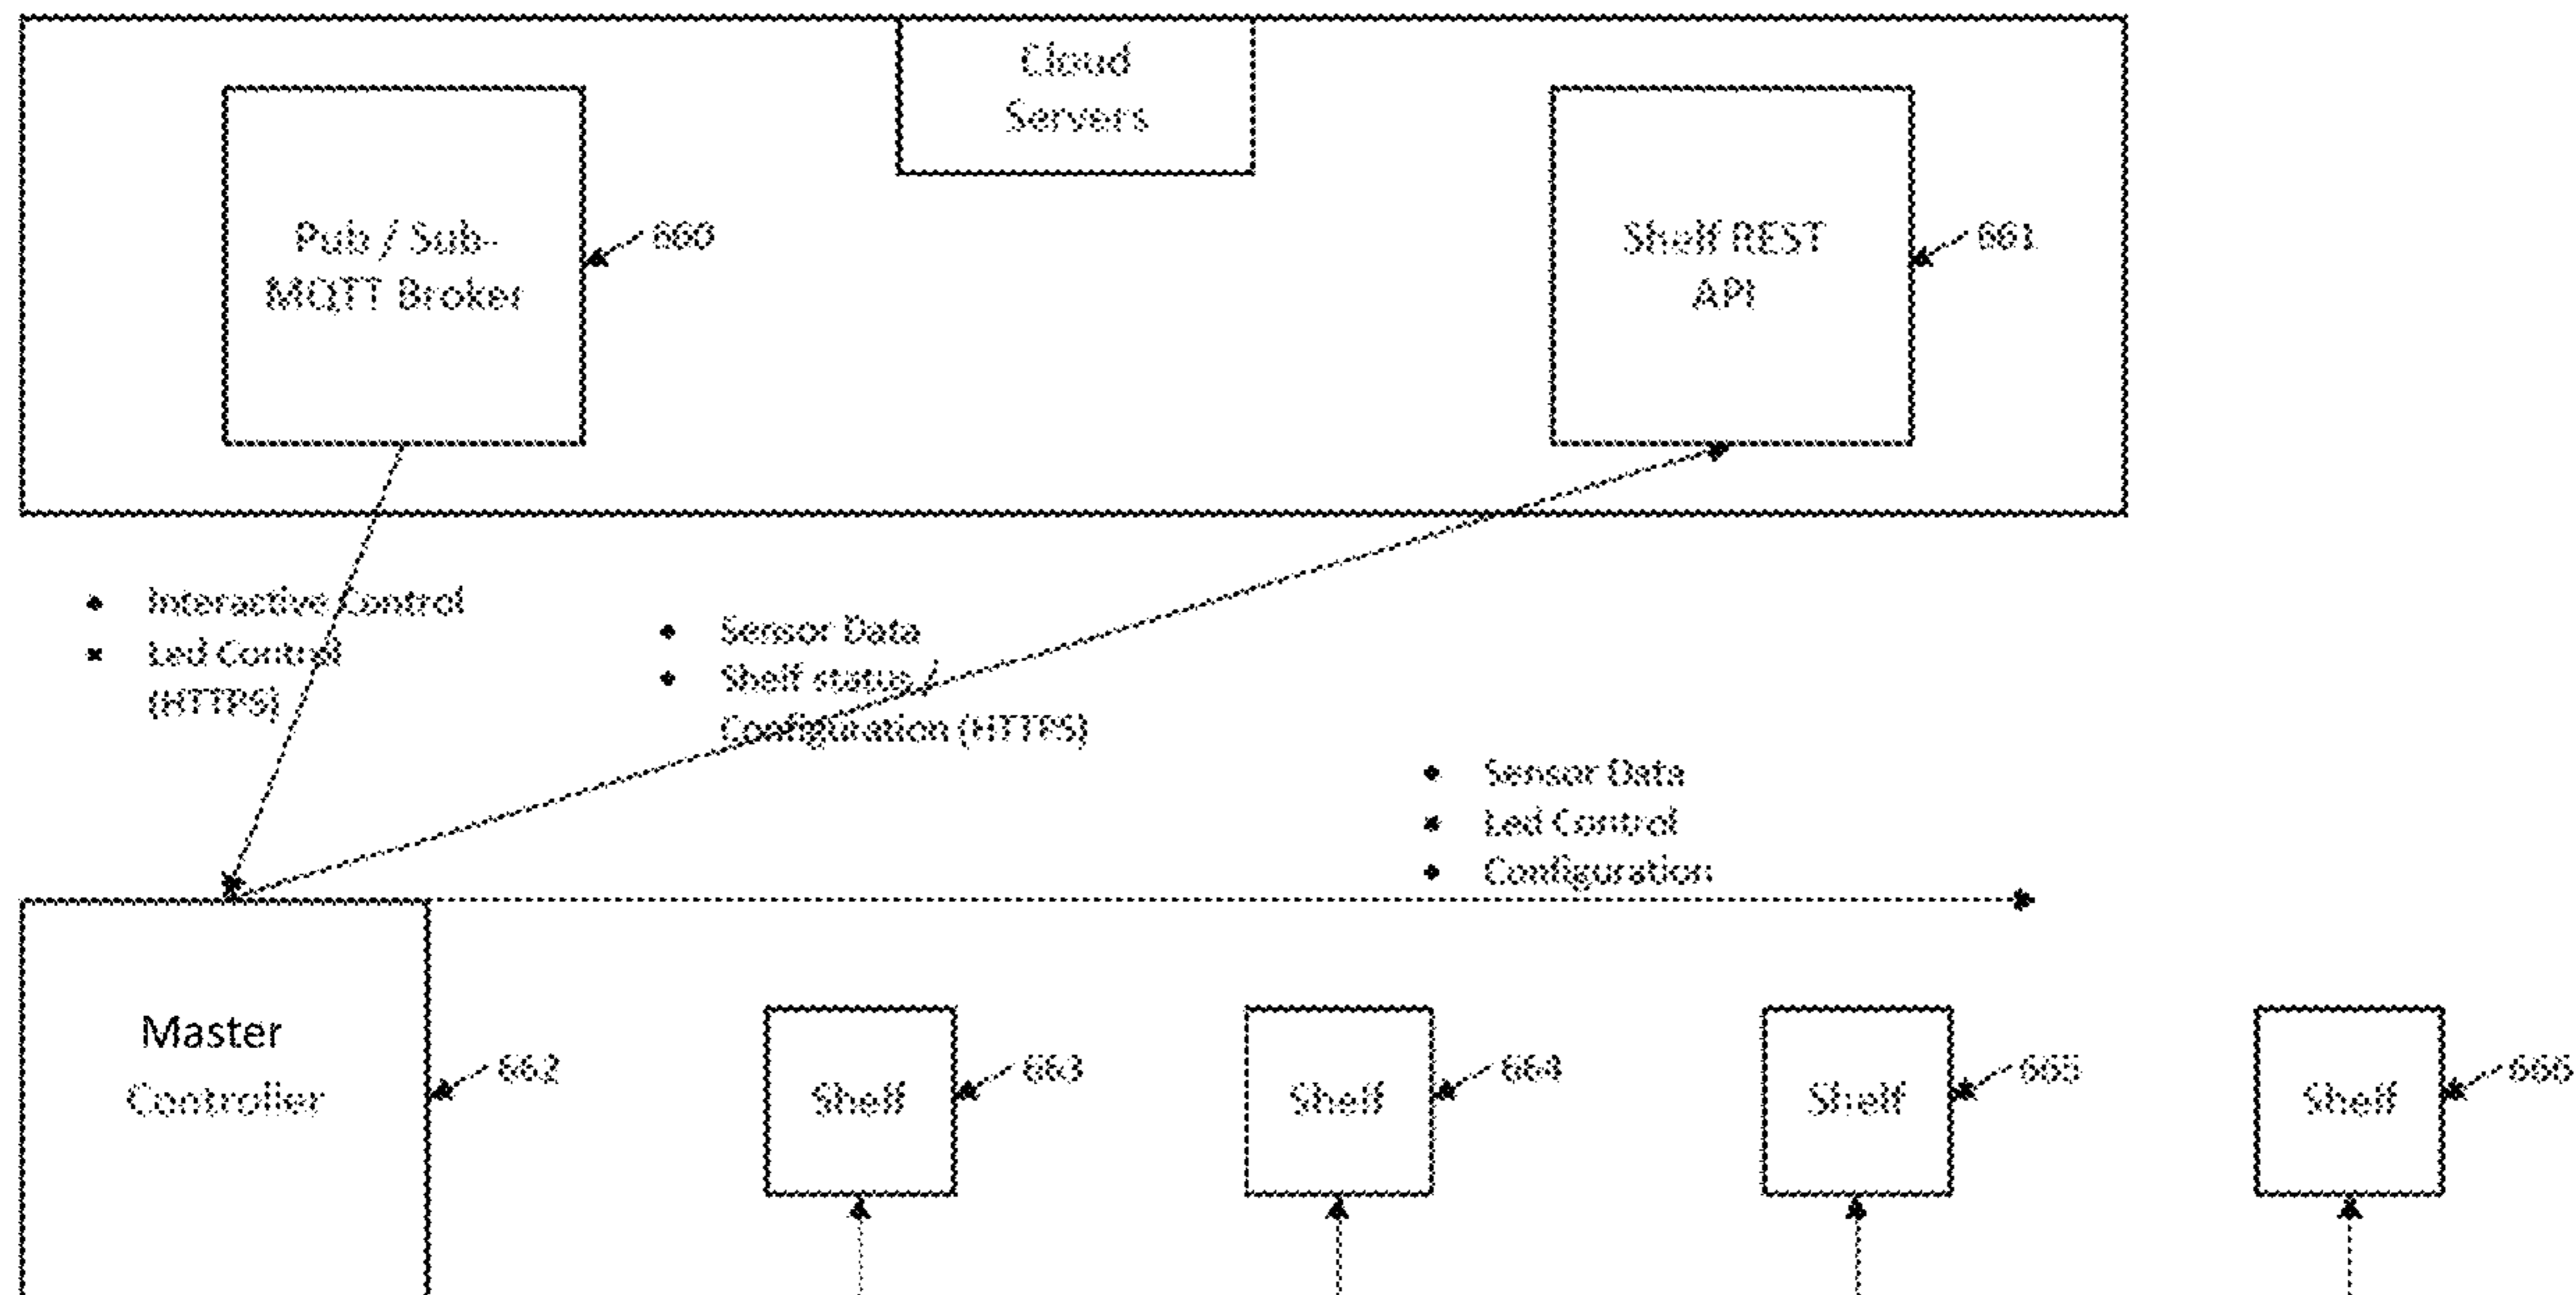 Cloud
Servers
Pub / Sub-
MQTT Broker
660
Shelf REST
API
661
• Interactive Control
• Led Control
(HTTPS)
• Sensor Data
• Shelf status /
Configuration (HTTPS)
• Sensor Data
• Led Control
• Configuration
Master
Controller
662
Shelf
663
Shelf
664
Shelf
665
Shelf
666